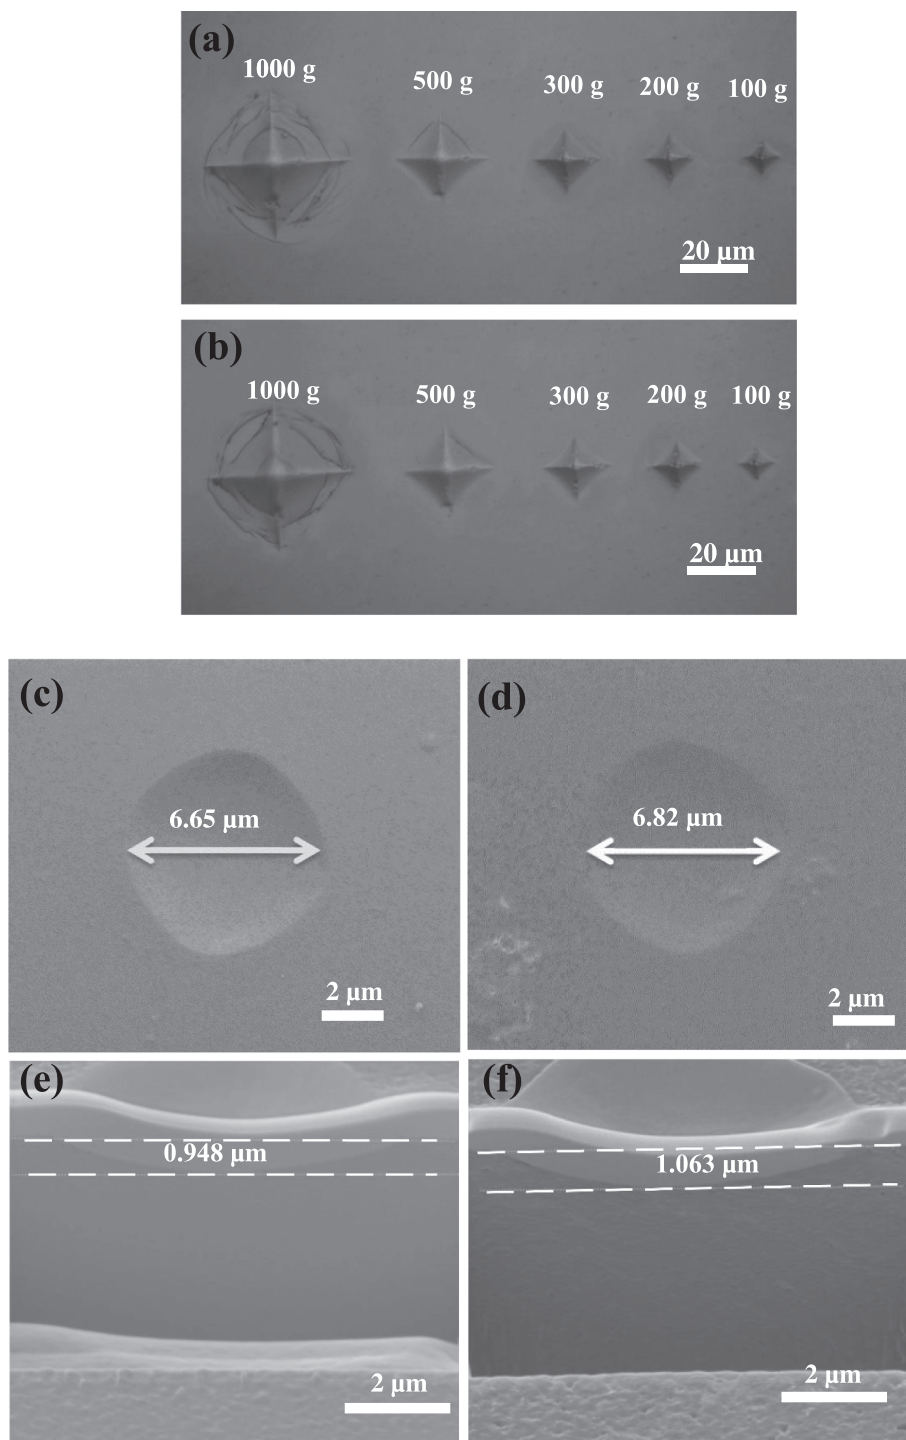 (a)
1000 g
500 g
300 g
200 g
100 g
20 µm
(b)
1000 g
500 g
300 g
200 g
100 g
20 µm
(c)
6.65 µm
2 µm
(d)
6.82 µm
2 µm
(e)
0.948 µm
2 µm
(f)
1.063 µm
2 µm